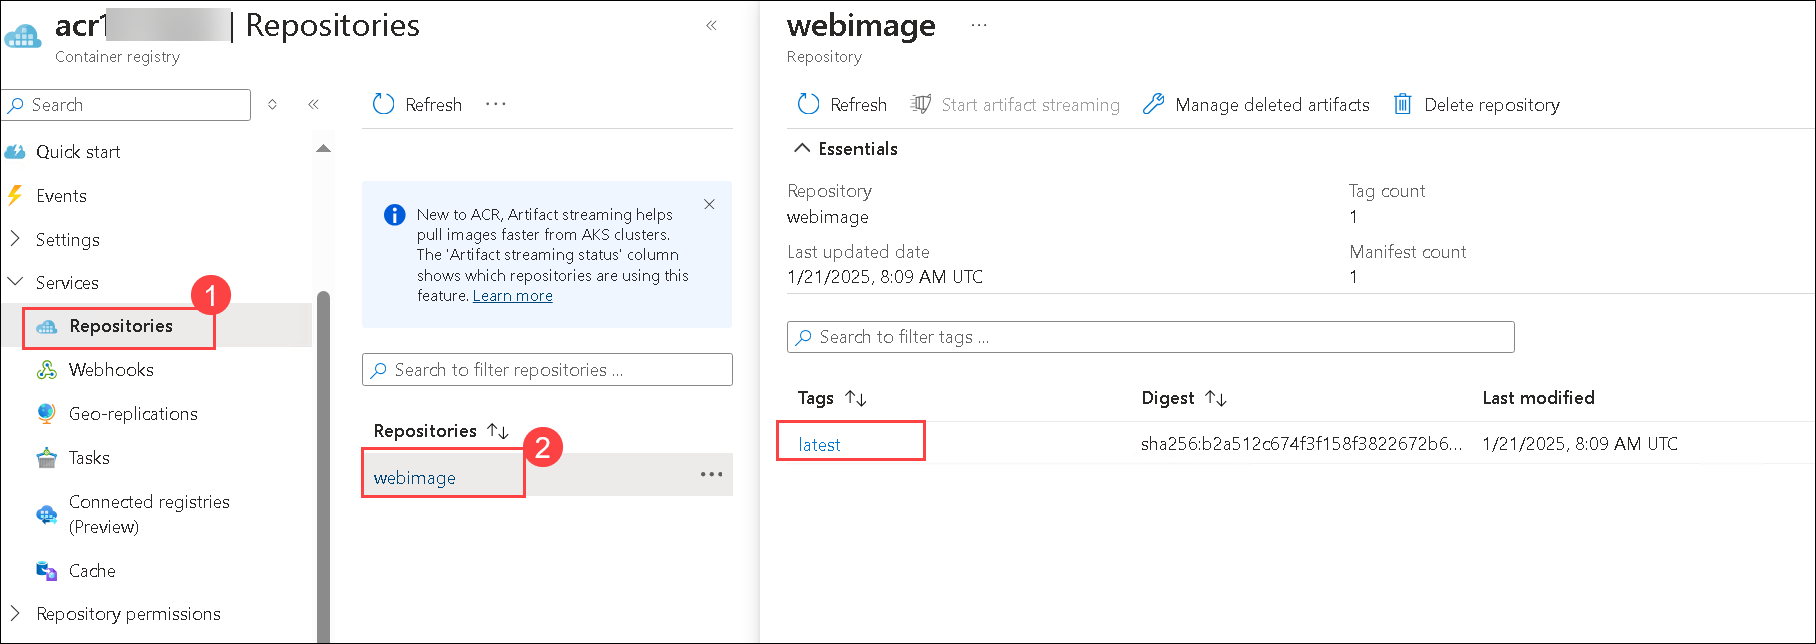 acr1 | Repositories
Container registry
Search
Quick start
Events
Settings
Services
1
Repositories
Webhooks
Geo-replications
Tasks
Connected registries
(Preview)
Cache
Repository permissions
Refresh
New to ACR, Artifact streaming helps
pull images faster from AKS clusters.
The 'Artifact streaming status' column
shows which repositories are using this
feature. Learn more
Search to filter repositories ...
Repositories
2
webimage
webimage
Repository
Refresh
Start artifact streaming
Manage deleted artifacts
Delete repository
Essentials
Repository
webimage
Tag count
1
Last updated date
1/21/2025, 8:09 AM UTC
Manifest count
1
Search to filter tags ...
Tags Digest Last modified
latest sha256:b2a512c674f3f158f3822672b6... 1/21/2025, 8:09 AM UTC